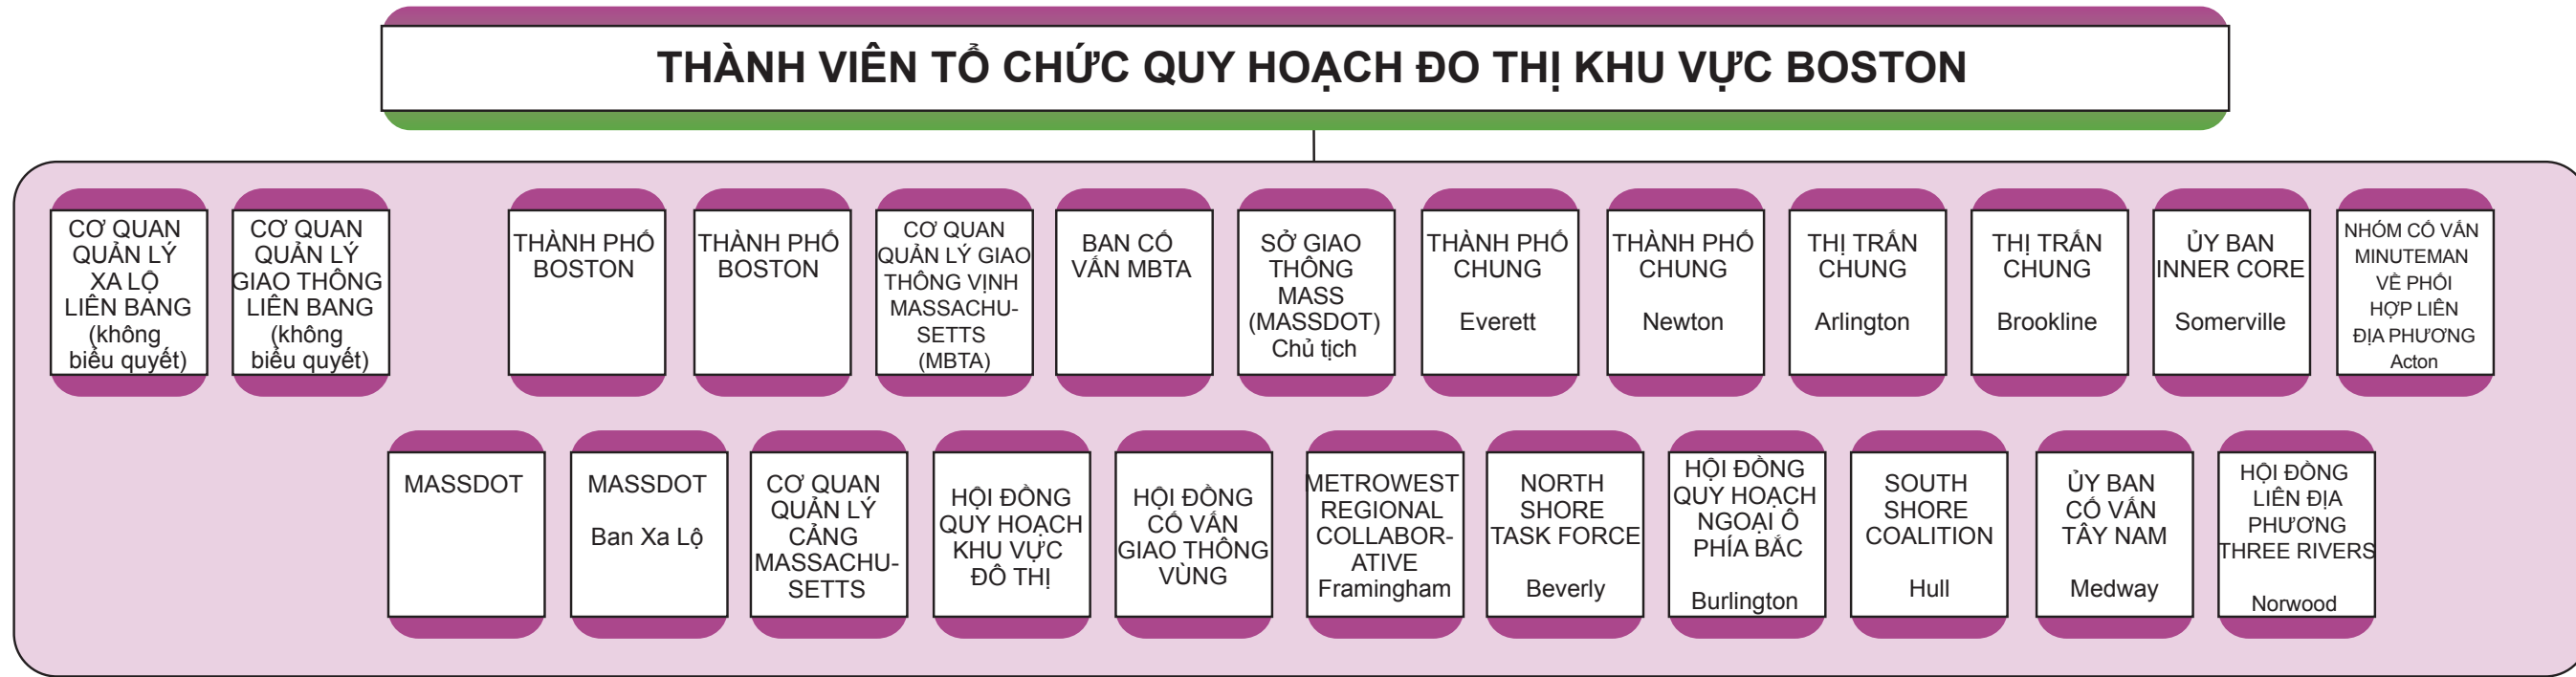 THÀNH VIÊN TỔ CHỨC QUY HOẠCH ĐO THỊ KHU VỰC BOSTON
CƠ QUAN
QUẢN LÝ
XA LỘ
LIÊN BANG
(không
biểu quyết)
CƠ QUAN
QUẢN LÝ
GIAO THÔNG
LIÊN BANG
(không
biểu quyết)
THÀNH PHỐ
BOSTON
THÀNH PHỐ
BOSTON
CƠ QUAN
QUẢN LÝ GIAO
THÔNG VỊNH
MASSACHU-
SETTS
(MBTA)
BAN CỐ
VẤN MBTA
SỞ GIAO
THÔNG
MASS
(MASSDOT)
Chủ tịch
THÀNH PHỐ
CHUNG
Everett
THÀNH PHỐ
CHUNG
Newton
THỊ TRẤN
CHUNG
Arlington
THỊ TRẤN
CHUNG
Brookline
ỦY BAN
INNER CORE
Somerville
NHÓM CỐ VẤN
MINUTEMAN
VỀ PHỐI
HỢP LIÊN
ĐỊA PHƯƠNG
Acton
MASSDOT
MASSDOT
Ban Xa Lộ
CƠ QUAN
QUẢN LÝ
CẢNG
MASSACHU-
SETTS
HỘI ĐỒNG
QUY HOẠCH
KHU VỰC
ĐÔ THỊ
HỘI ĐỒNG
CỐ VẤN
GIAO THÔNG
VÙNG
METROWEST
REGIONAL
COLLABOR-
ATIVE
Framingham
NORTH
SHORE
TASK FORCE
Beverly
HỘI ĐỒNG
QUY HOẠCH
NGOẠI Ô
PHÍA BẮC
Burlington
SOUTH
SHORE
COALITION
Hull
ỦY BAN
CỐ VẤN
TÂY NAM
Medway
HỘI ĐỒNG
LIÊN ĐỊA
PHƯƠNG
THREE RIVERS
Norwood